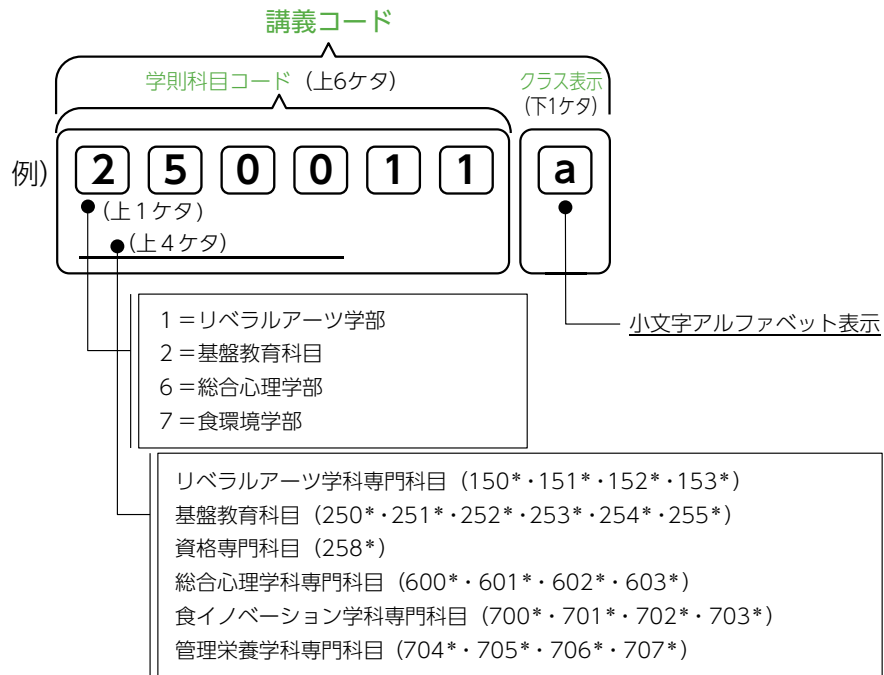 講義コード
学則科目コード（上6ケタ）
クラス表示
（下1ケタ）
例）
2 5 0 0 1 1 a
（上１ケタ）
（上４ケタ）
小文字アルファベット表示
1＝リベラルアーツ学部
2＝基盤教育科目
6＝総合心理学部
7＝食環境学部
リベラルアーツ学科専門科目（150*・151*・152*・153*）
基盤教育科目（250*・251*・252*・253*・254*・255*）
資格専門科目（258*）
総合心理学科専門科目（600*・601*・602*・603*）
食イノベーション学科専門科目（700*・701*・702*・703*）
管理栄養学科専門科目（704*・705*・706*・707*）